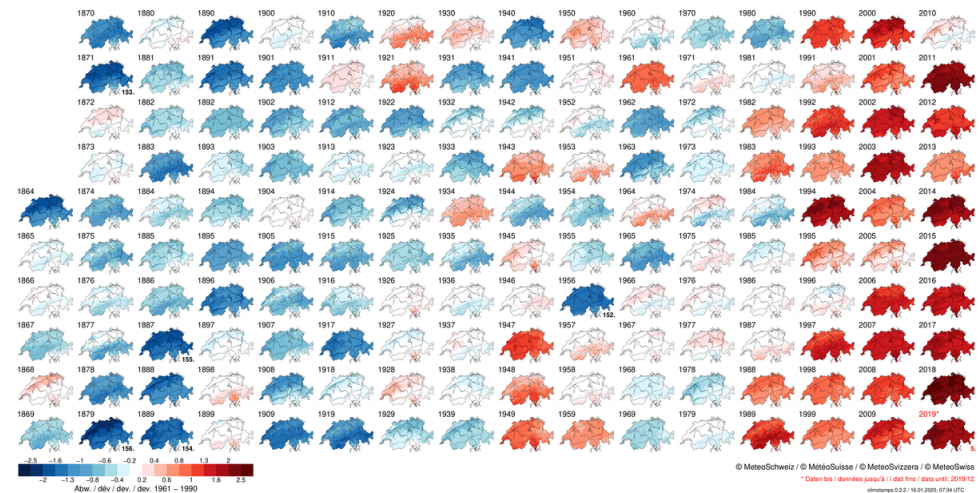 1870 1880 1890 1900 1910 1920 1930 1940 1950 1960 1970 1980 1990 2000 2010
1871 1881 1891 1901 1911 1921 1931 1941 1951 1961 1971 1981 1991 2001 2011
153.
1872 1882 1892 1902 1912 1922 1932 1942 1952 1962 1972 1982 1992 2002 2012
1873 1883 1893 1903 1913 1923 1933 1943 1953 1963 1973 1983 1993 2003 2013
1864 1874 1884 1894 1904 1914 1924 1934 1944 1954 1964 1974 1984 1994 2004 2014
1865 1875 1885 1895 1905 1915 1925 1935 1945 1955 1965 1975 1985 1995 2005 2015
1866 1876 1886 1896 1906 1916 1926 1936 1946 1956 1966 1976 1986 1996 2006 2016
152.
1867 1877 1887 1897 1907 1917 1927 1937 1947 1957 1967 1977 1987 1997 2007 2017
155.
1868 1878 1888 1898 1908 1918 1928 1938 1948 1958 1968 1978 1988 1998 2008 2018
1869 1879 1889 1899 1909 1919 1929 1939 1949 1959 1969 1979 1989 1999 2009 2019*
156. 154. 5.
−2.5 −1.6 −1 −0.6 −0.2 0.4 0.8 1.3 2
−2 −1.3 −0.8 −0.4 0.2 0.6 1 1.6 2.5
Abw. / dév / dev. / dev. 1961 − 1990
© MeteoSchweiz / © MétéoSuisse / © MeteoSvizzera / © MeteoSwiss
* Daten bis / données jusqu'à / i dati fino / data until: 2019/12
climstamps 0.2.2 / 16.01.2020, 07:34 UTC